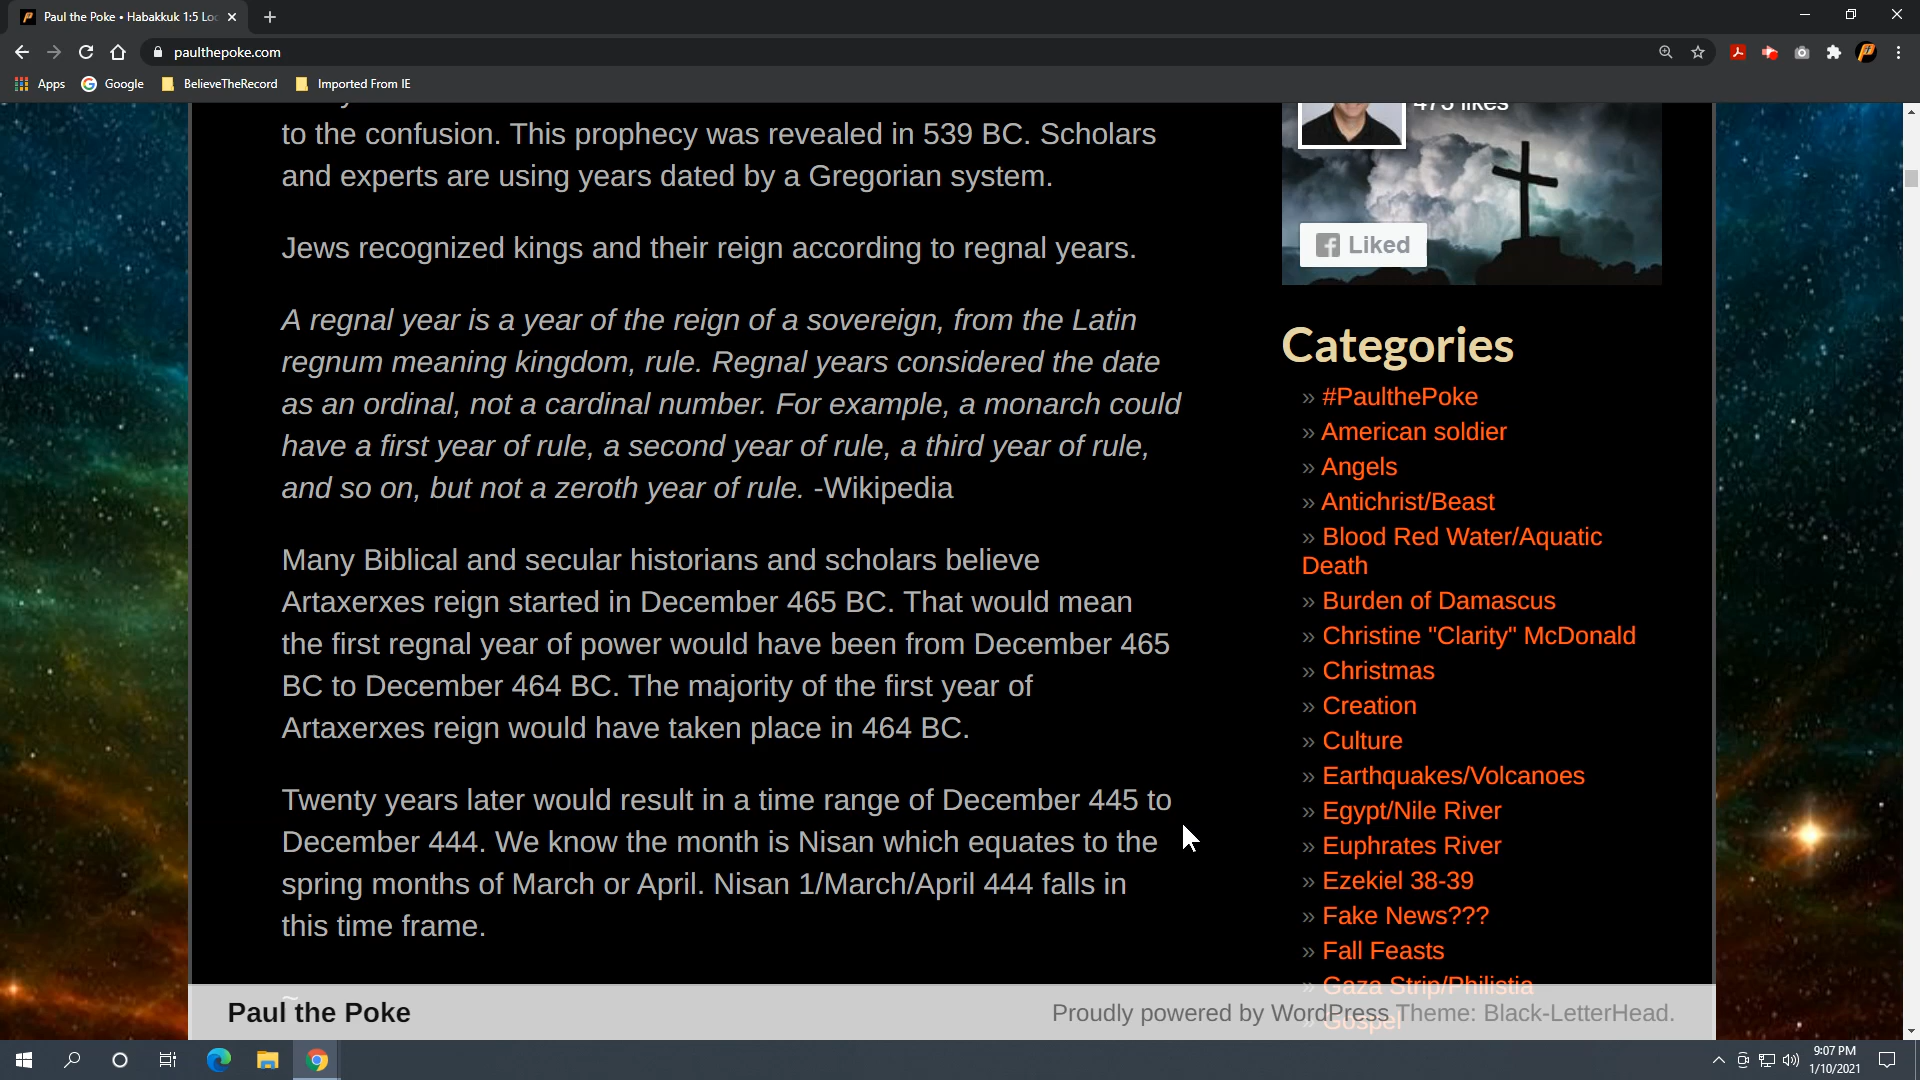 Paul the Poke • Habakkuk 1:5 Loo
paulthepoke.com
Apps
Google
BelieveTheRecord
Imported From IE
to the confusion. This prophecy was revealed in 539 BC. Scholars
and experts are using years dated by a Gregorian system.
Jews recognized kings and their reign according to regnal years.
A regnal year is a year of the reign of a sovereign, from the Latin
regnum meaning kingdom, rule. Regnal years considered the date
as an ordinal, not a cardinal number. For example, a monarch could
have a first year of rule, a second year of rule, a third year of rule,
and so on, but not a zeroth year of rule. -Wikipedia
Many Biblical and secular historians and scholars believe
Artaxerxes reign started in December 465 BC. That would mean
the first regnal year of power would have been from December 465
BC to December 464 BC. The majority of the first year of
Artaxerxes reign would have taken place in 464 BC.
Twenty years later would result in a time range of December 445 to
December 444. We know the month is Nisan which equates to the
spring months of March or April. Nisan 1/March/April 444 falls in
this time frame.
~
475 likes
Liked
Categories
» #PaulthePoke
» American soldier
» Angels
» Antichrist/Beast
» Blood Red Water/Aquatic
Death
» Burden of Damascus
» Christine "Clarity" McDonald
» Christmas
» Creation
» Culture
» Earthquakes/Volcanoes
» Egypt/Nile River
» Euphrates River
» Ezekiel 38-39
» Fake News???
» Fall Feasts
» Gaza Strip/Philistia
» Gospel
Paul the Poke
Proudly powered by WordPress Theme: Black-LetterHead.
9:07 PM
1/10/2021